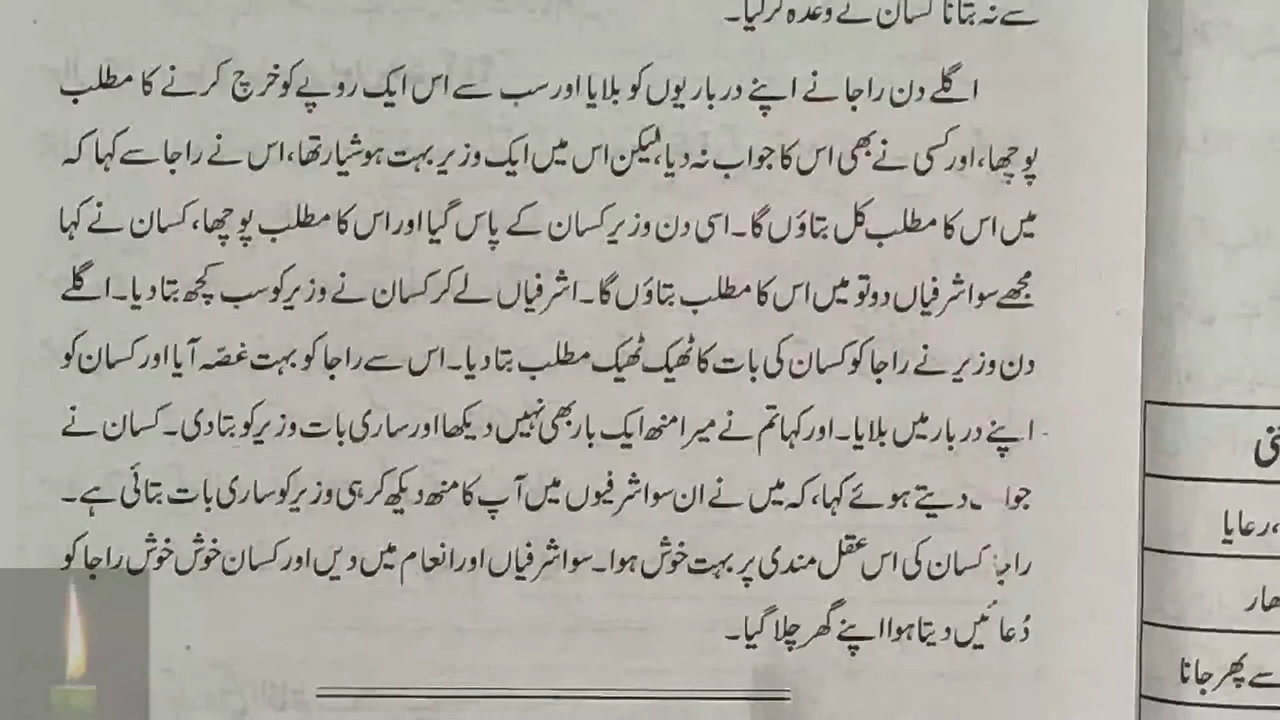 سے نہ بتانا کسان نے وعدہ کرلیا۔
اگلے دن راجا نے اپنے درباریوں کو بلایا اور سب سے اس ایک روپے کو خرچ کرنے کا مطلب
پوچھا، اور کسی نے بھی اس کا جواب نہ دیا، لیکن اس میں ایک وزیر بہت ہوشیار تھا، اس نے راجا سے کہا کہ
میں اس کا مطلب کل بتاؤں گا۔ اسی دن وزیر کسان کے پاس گیا اور اس کا مطلب پوچھا، کسان نے کہا
مجھے سو اشرفیاں دو تو میں اس کا مطلب بتاؤں گا۔ اشرفیاں لے کر کسان نے وزیر کو سب کچھ بتا دیا۔ اگلے
دن وزیر نے راجا کو کسان کی بات کا ٹھیک ٹھیک مطلب بتا دیا۔ اس سے راجا کو بہت غصّہ آیا اور کسان کو
اپنے دربار میں بلایا۔ اور کہا تم نے میرا منھ ایک بار بھی نہیں دیکھا اور ساری بات وزیر کو بتا دی۔ کسان نے
جواب دیتے ہوئے کہا، کہ میں نے ان سو اشرفیوں میں آپ کا منھ دیکھ کر ہی وزیر کو ساری بات بتائی ہے۔
راجا کسان کی اس عقل مندی پر بہت خوش ہوا۔ سو اشرفیاں اور انعام میں دیں اور کسان خوش خوش راجا کو
دُعائیں دیتا ہوا اپنے گھر چلا گیا۔
، رعایا
سے پھر جانا